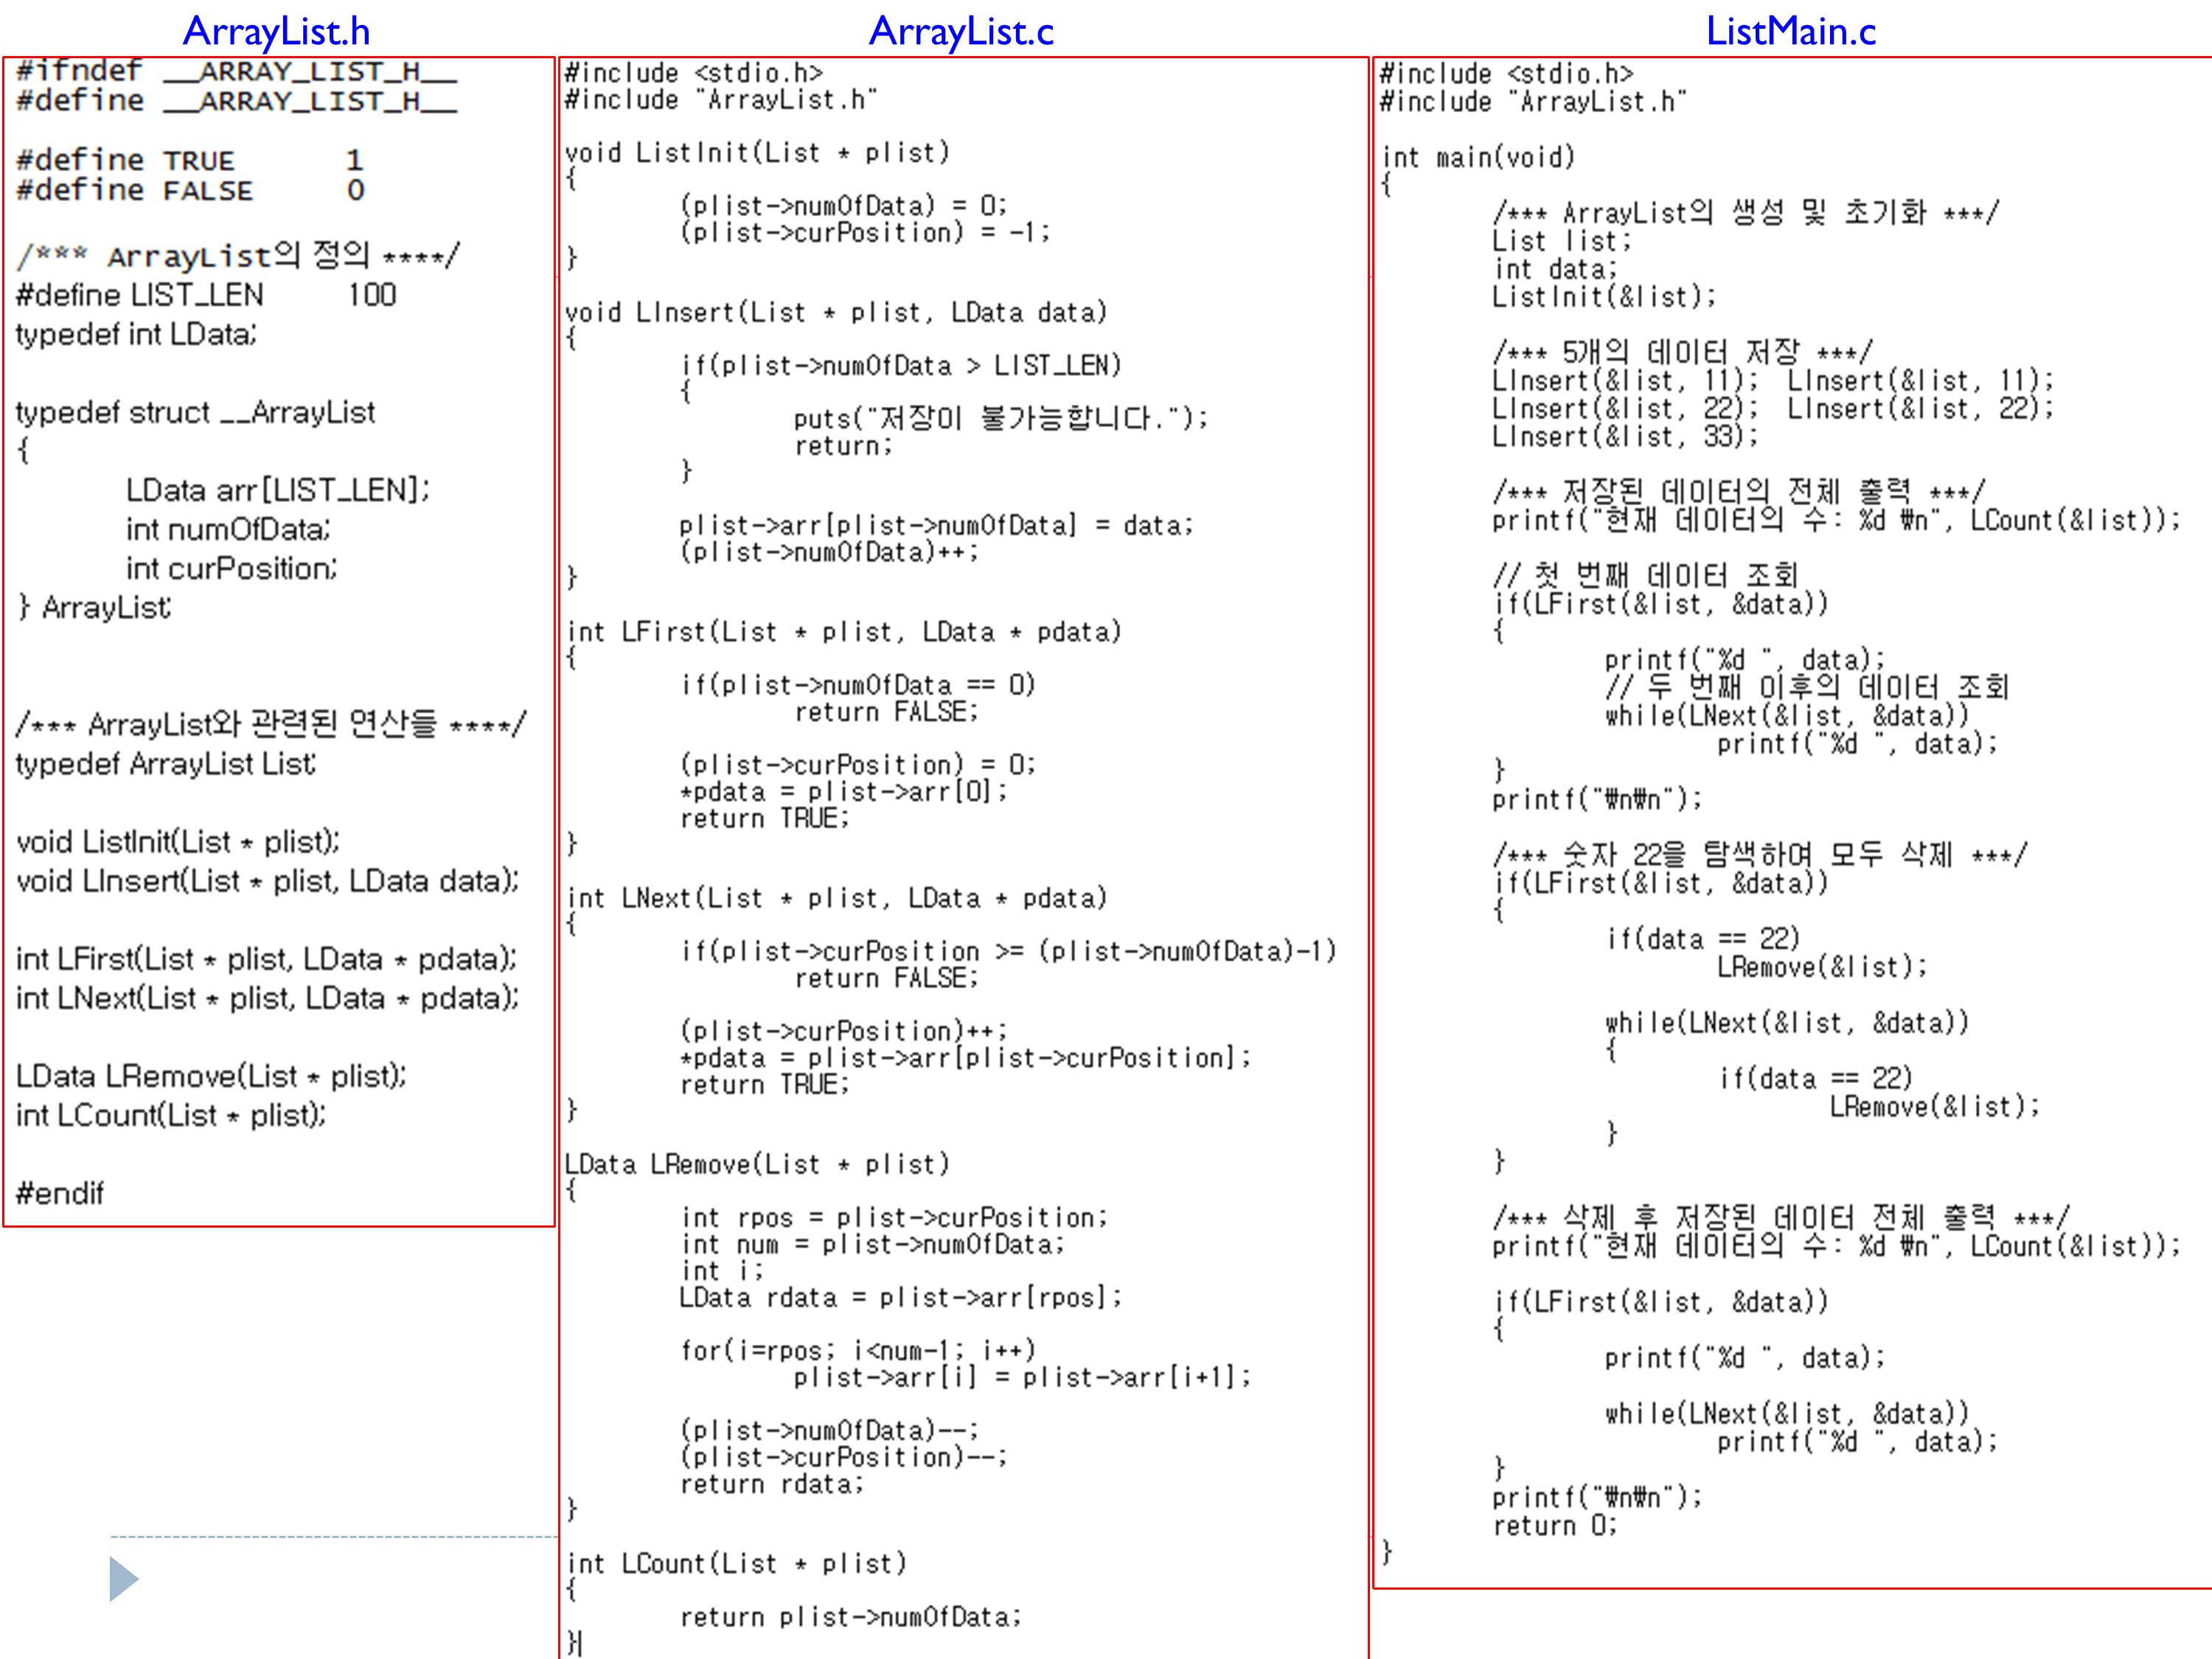 ArrayList.h
#ifndef __ARRAY_LIST_H__
#define __ARRAY_LIST_H__
#define TRUE 1
#define FALSE 0
/*** ArrayList의 정의 ****/
#define LIST_LEN 100
typedef int LData;
typedef struct __ArrayList
{
LData arr[LIST_LEN];
int numOfData;
int curPosition;
} ArrayList;
/*** ArrayList와 관련된 연산들 ****/
typedef ArrayList List;
void ListInit(List * plist);
void LInsert(List * plist, LData data);
int LFirst(List * plist, LData * pdata);
int LNext(List * plist, LData * pdata);
LData LRemove(List * plist);
int LCount(List * plist);
#endif
ArrayList.c
#include <stdio.h>
#include "ArrayList.h"
void ListInit(List * plist)
{
(plist->numOfData) = 0;
(plist->curPosition) = -1;
}
void LInsert(List * plist, LData data)
{
if(plist->numOfData > LIST_LEN)
{
puts("저장이 불가능합니다.");
return;
}
plist->arr[plist->numOfData] = data;
(plist->numOfData)++;
}
int LFirst(List * plist, LData * pdata)
{
if(plist->numOfData == 0)
return FALSE;
(plist->curPosition) = 0;
*pdata = plist->arr[0];
return TRUE;
}
int LNext(List * plist, LData * pdata)
{
if(plist->curPosition >= (plist->numOfData)-1)
return FALSE;
(plist->curPosition)++;
*pdata = plist->arr[plist->curPosition];
return TRUE;
}
LData LRemove(List * plist)
{
int rpos = plist->curPosition;
int num = plist->numOfData;
int i;
LData rdata = plist->arr[rpos];
for(i=rpos; i<num-1; i++)
plist->arr[i] = plist->arr[i+1];
(plist->numOfData)--;
(plist->curPosition)--;
return rdata;
}
int LCount(List * plist)
{
return plist->numOfData;
}
ListMain.c
#include <stdio.h>
#include "ArrayList.h"
int main(void)
{
/*** ArrayList의 생성 및 초기화 ***/
List list;
int data;
ListInit(&list);
/*** 5개의 데이터 저장 ***/
LInsert(&list, 11); LInsert(&list, 11);
LInsert(&list, 22); LInsert(&list, 22);
LInsert(&list, 33);
/*** 저장된 데이터의 전체 출력 ***/
printf("현재 데이터의 수: %d ₩n", LCount(&list));
// 첫 번째 데이터 조회
if(LFirst(&list, &data))
{
printf("%d ", data);
// 두 번째 이후의 데이터 조회
while(LNext(&list, &data))
printf("%d ", data);
}
printf("₩n₩n");
/*** 숫자 22을 탐색하여 모두 삭제 ***/
if(LFirst(&list, &data))
{
if(data == 22)
LRemove(&list);
while(LNext(&list, &data))
{
if(data == 22)
LRemove(&list);
}
}
/*** 삭제 후 저장된 데이터 전체 출력 ***/
printf("현재 데이터의 수: %d ₩n", LCount(&list));
if(LFirst(&list, &data))
{
printf("%d ", data);
while(LNext(&list, &data))
printf("%d ", data);
}
printf("₩n₩n");
return 0;
}